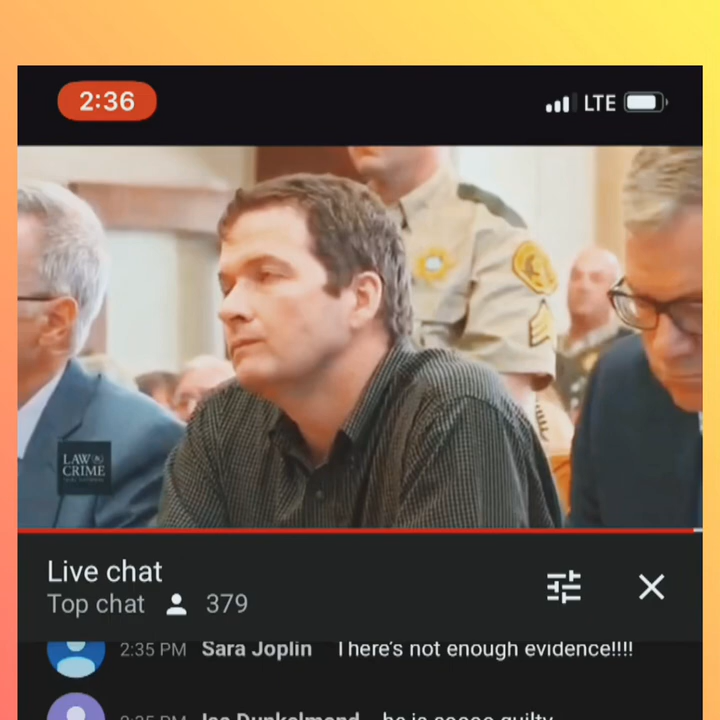 2:36
LTE
LAW &
CRIME
Live chat
Top chat 379
2:35 PM Sara Joplin There's not enough evidence!!!!